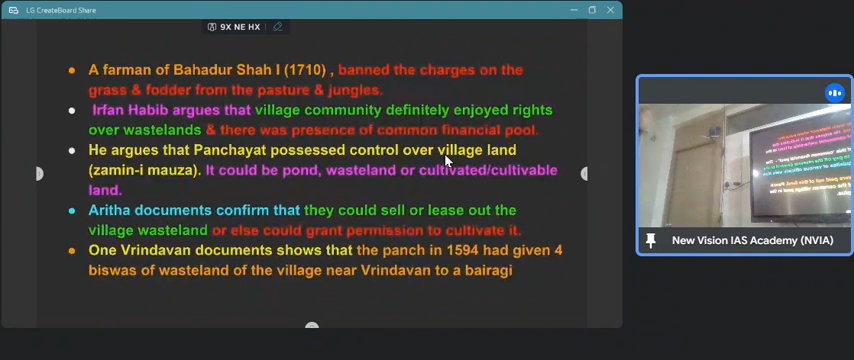 LG CreateBoard Share
9X NE HX
A farman of Bahadur Shah I (1710) , banned the charges on the
grass & fodder from the pasture & jungles.
Irfan Habib argues that village community definitely enjoyed rights
over wastelands & there was presence of common financial pool.
He argues that Panchayat possessed control over village land
(zamin-i mauza). It could be pond, wasteland or cultivated/cultivable
land.
Aritha documents confirm that they could sell or lease out the
village wasteland or else could grant permission to cultivate it.
One Vrindavan documents shows that the panch in 1594 had given 4
biswas of wasteland of the village near Vrindavan to a bairagi
New Vision IAS Academy (NVIA)